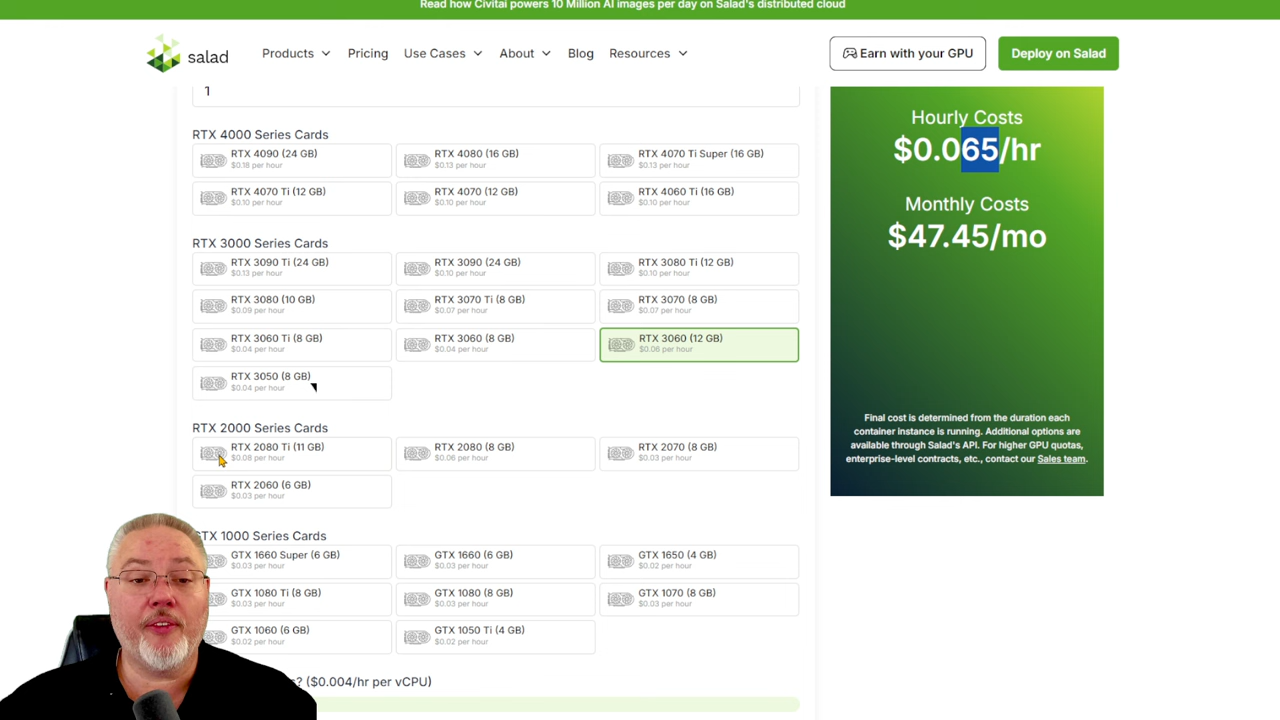 Read how Civitai powers 10 Million AI images per day on Salad's distributed cloud
salad
Products
Pricing
Use Cases
About
Blog
Resources
Earn with your GPU
Deploy on Salad
1
RTX 4000 Series Cards
RTX 4090 (24 GB)
$0.18 per hour
RTX 4080 (16 GB)
$0.13 per hour
RTX 4070 Ti Super (16 GB)
$0.13 per hour
RTX 4070 Ti (12 GB)
$0.10 per hour
RTX 4070 (12 GB)
$0.10 per hour
RTX 4060 Ti (16 GB)
$0.10 per hour
RTX 3000 Series Cards
RTX 3090 Ti (24 GB)
$0.13 per hour
RTX 3090 (24 GB)
$0.10 per hour
RTX 3080 Ti (12 GB)
$0.10 per hour
RTX 3080 (10 GB)
$0.09 per hour
RTX 3070 Ti (8 GB)
$0.07 per hour
RTX 3070 (8 GB)
$0.07 per hour
RTX 3060 Ti (8 GB)
$0.04 per hour
RTX 3060 (8 GB)
$0.04 per hour
RTX 3060 (12 GB)
$0.06 per hour
RTX 3050 (8 GB)
$0.04 per hour
RTX 2000 Series Cards
RTX 2080 Ti (11 GB)
$0.08 per hour
RTX 2080 (8 GB)
$0.06 per hour
RTX 2070 (8 GB)
$0.03 per hour
RTX 2060 (6 GB)
$0.03 per hour
GTX 1000 Series Cards
GTX 1660 Super (6 GB)
$0.03 per hour
GTX 1660 (6 GB)
$0.03 per hour
GTX 1650 (4 GB)
$0.02 per hour
GTX 1080 Ti (8 GB)
$0.03 per hour
GTX 1080 (8 GB)
$0.03 per hour
GTX 1070 (8 GB)
$0.03 per hour
GTX 1060 (6 GB)
$0.02 per hour
GTX 1050 Ti (4 GB)
$0.02 per hour
? ($0.004/hr per vCPU)
Hourly Costs
$0.065/hr
Monthly Costs
$47.45/mo
Final cost is determined from the duration each
container instance is running. Additional options are
available through Salad's API. For higher GPU quotas,
enterprise-level contracts, etc., contact our Sales team.